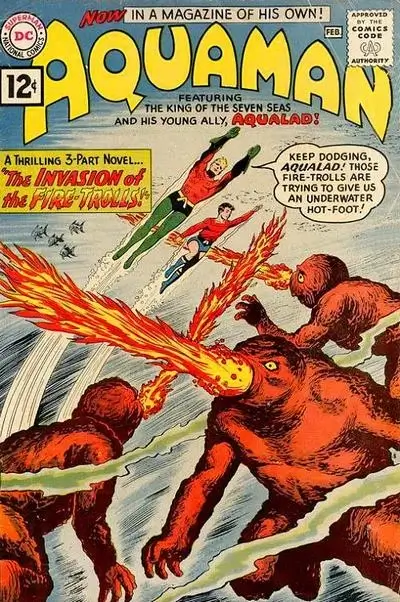 NOW IN A MAGAZINE OF HIS OWN!
SUPERMAN
DC
NATIONAL COMICS
FEB.
APPROVED
BY THE
COMICS
CODE
CA
AUTHORITY
12¢
AQUAMAN
FEATURING
THE KING OF THE SEVEN SEAS
AND HIS YOUNG ALLY, AQUALAD!
A THRILLING 3-PART NOVEL...
"The INVASION of
the FIRE-TROLLS!"
KEEP DODGING,
AQUALAD! THOSE
FIRE-TROLLS ARE
TRYING TO GIVE US
AN UNDERWATER
HOT-FOOT!